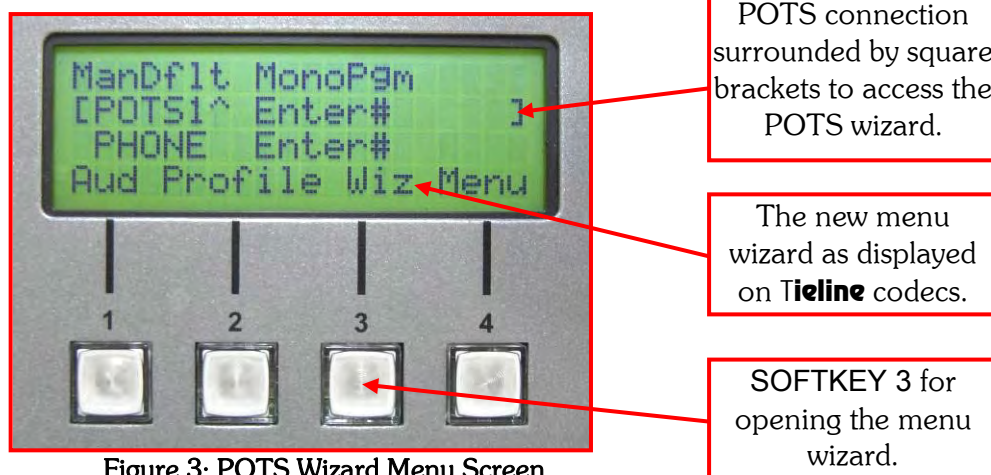 ManDflt MonoPgm
[POTS1^ Enter# ]
PHONE Enter#
Aud Profile Wiz Menu
1 2 3 4
POTS connection
surrounded by square
brackets to access the
POTS wizard.
The new menu
wizard as displayed
on Tieline codecs.
SOFTKEY 3 for
opening the menu
wizard.
Figure 3: POTS Wizard Menu Screen